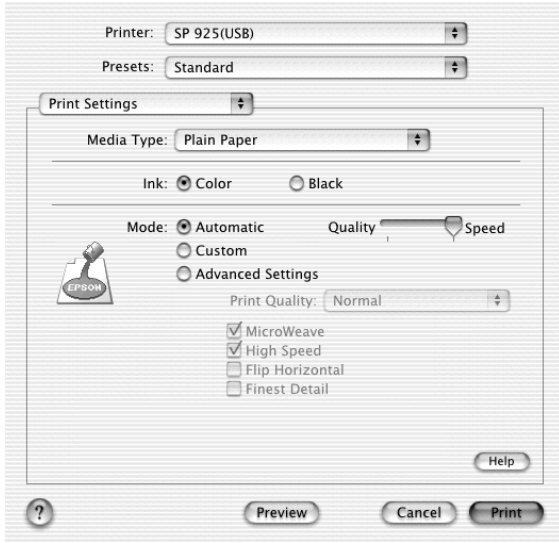 Printer: SP 925(USB)
Presets: Standard
Print Settings
Media Type: Plain Paper
Ink: Color Black
Mode: Automatic Quality Speed
Custom
EPSON
Advanced Settings
Print Quality: Normal
MicroWeave
High Speed
Flip Horizontal
Finest Detail
Help
? Preview Cancel Print